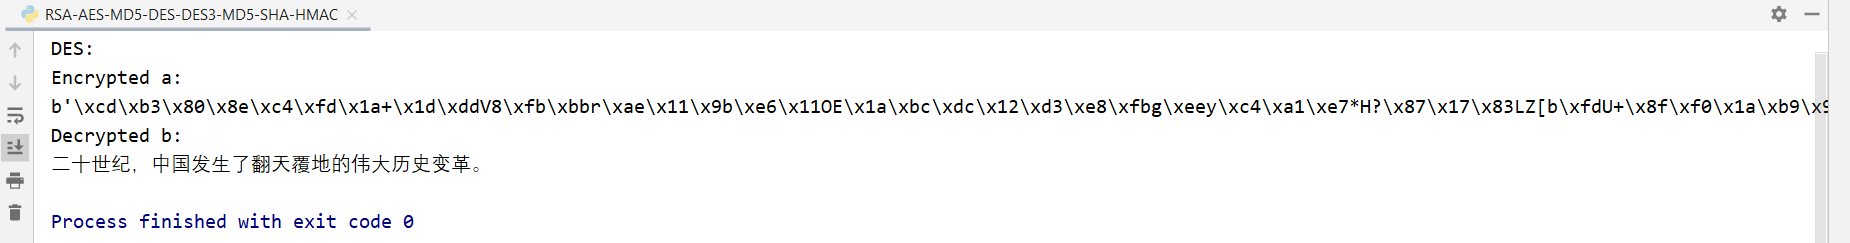 RSA-AES-MD5-DES-DES3-MD5-SHA-HMAC
DES:
Encrypted a:
b'\xcd\xb3\x80\x8e\xc4\xfd\x1a+\x1d\xddV8\xfb\xbbr\xae\x11\x9b\xe6\x11OE\x1a\xbc\xdc\x12\xd3\xe8\xfbg\xeey\xc4\xa1\xe7*H?\x87\x17\x83LZ[b\xfdU+\x8f\xf0\x1a\xb9\x9
Decrypted b:
二十世纪，中国发生了翻天覆地的伟大历史变革。
Process finished with exit code 0